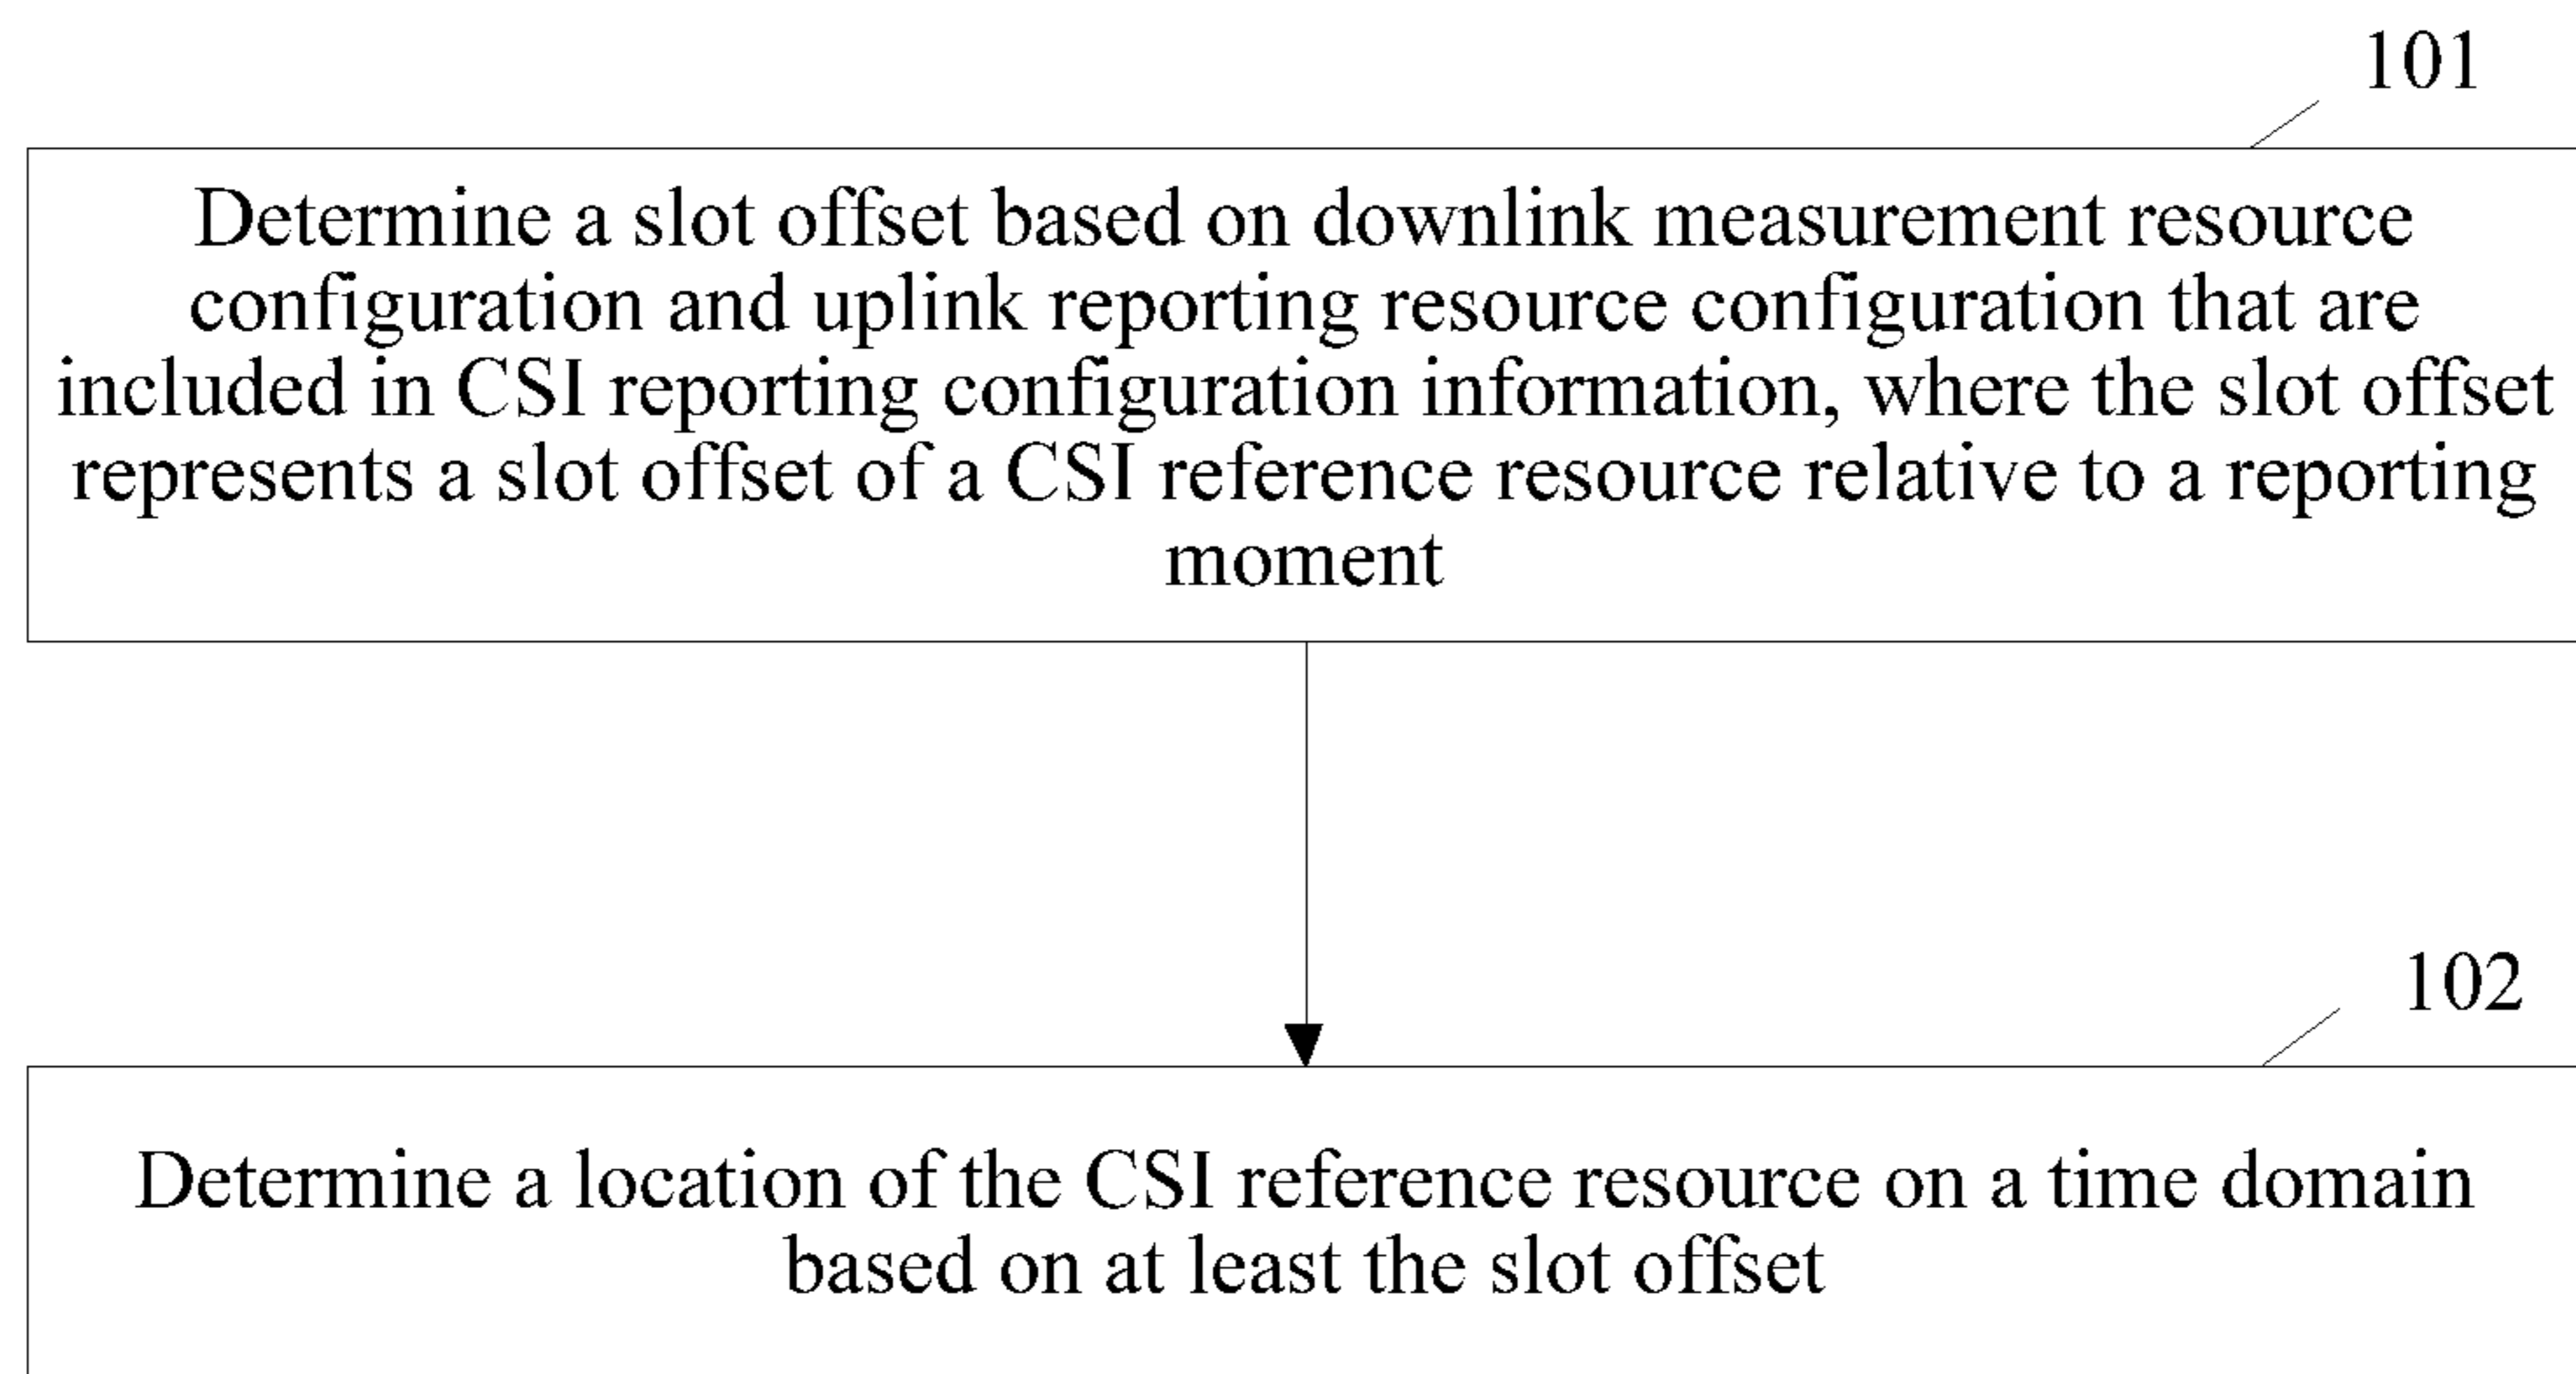 101
Determine a slot offset based on downlink measurement resource
configuration and uplink reporting resource configuration that are
included in CSI reporting configuration information, where the slot offset
represents a slot offset of a CSI reference resource relative to a reporting
moment
102
Determine a location of the CSI reference resource on a time domain
based on at least the slot offset